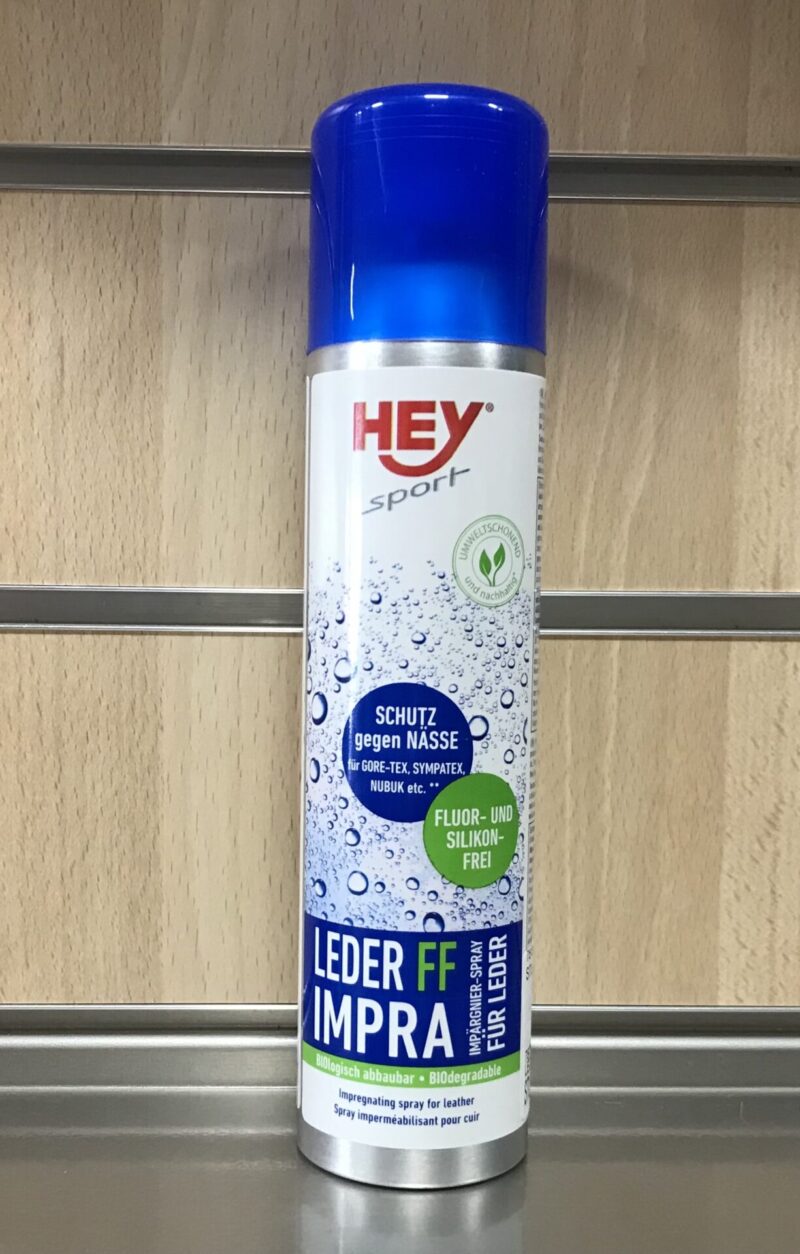 HEY®
sport
UMWELTSCHONEND
und nachhaltig
SCHUTZ
gegen NÄSSE
für GORE-TEX, SYMPATEX,
NUBUK etc. **
FLUOR- UND
SILIKON-
FREI
LEDER FF
IMPRA
IMPÄRGNIER-SPRAY
FÜR LEDER
BIOlogisch abbaubar • BIOdegradable
Impregnating spray for leather
Spray imperméabilisant pour cuir